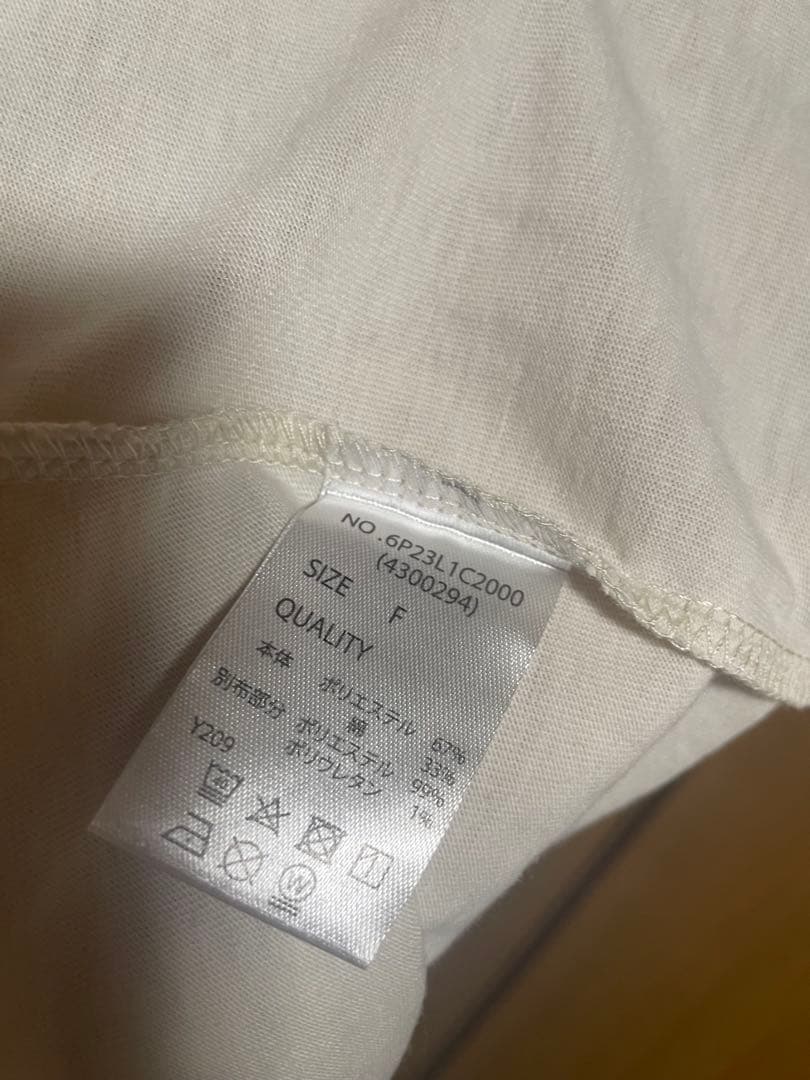 NO.6P23L1C2000
(4300294)
SIZE F
QUALITY
本体 ポリエステル 67%
綿 33%
別布部分 ポリエステル 99%
ポリウレタン 1%
Y209
W